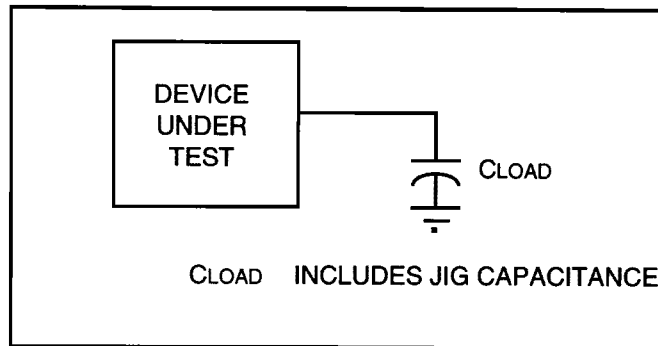 DEVICE
UNDER
TEST
CLOAD
CLOAD INCLUDES JIG CAPACITANCE